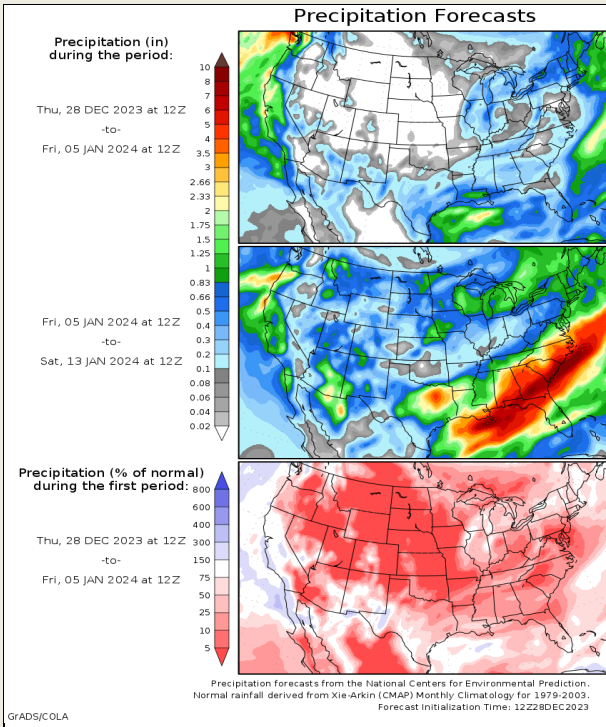 Precipitation Forecasts
Precipitation (in)
during the period:
Thu, 28 DEC 2023 at 12Z
-to-
Fri, 05 JAN 2024 at 12Z
10
8
7
6
5
4
3.5
3
2.66
2.33
2
1.75
1.5
1.25
1
0.83
0.66
0.5
0.4
0.3
0.2
0.1
0.08
0.06
0.04
0.02
Fri, 05 JAN 2024 at 12Z
-to-
Sat, 13 JAN 2024 at 12Z
Precipitation (% of normal)
during the first period:
Thu, 28 DEC 2023 at 12Z
-to-
Fri, 05 JAN 2024 at 12Z
800
600
400
300
150
75
50
25
10
5
Precipitation forecasts from the National Centers for Environmental Prediction.
Normal rainfall derived from Xie-Arkin (CMAP) Monthly Climatology for 1979-2003.
Forecast Initialization Time: 12Z28DEC2023
GrADS/COLA